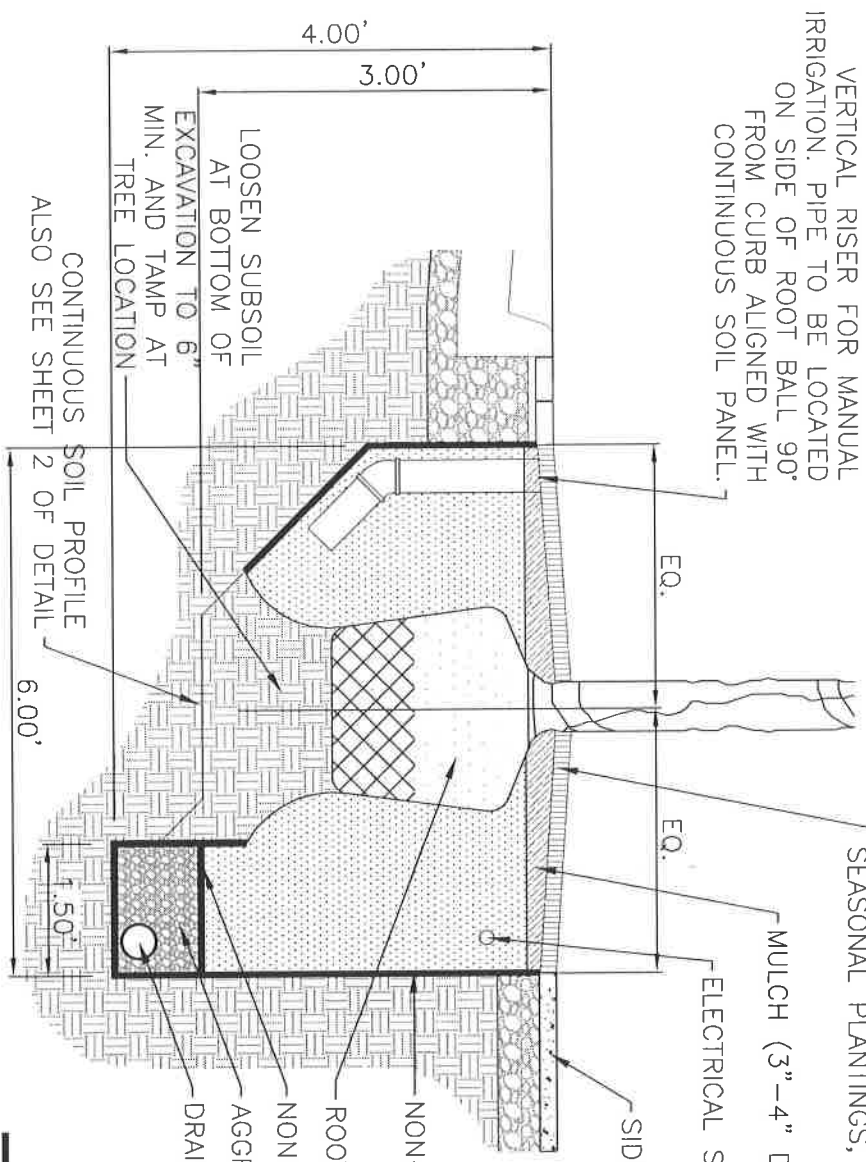 VERTICAL RISER FOR MANUAL
IRRIGATION. PIPE TO BE LOCATED
ON SIDE OF ROOT BALL 90°
FROM CURB ALIGNED WITH
CONTINUOUS SOIL PANEL.
SEASONAL PLANTINGS,
MULCH (3"-4"
ELECTRICAL
EQ.
EQ.
4.00'
3.00'
LOOSEN SUBSOIL
AT BOTTOM OF
EXCAVATION TO 6"
MIN. AND TAMP AT
TREE LOCATION
CONTINUOUS SOIL PROFILE
ALSO SEE SHEET 2 OF DETAIL
6.00'
1.50'
SID
NON-
ROO
NON
AGGR
DRAI